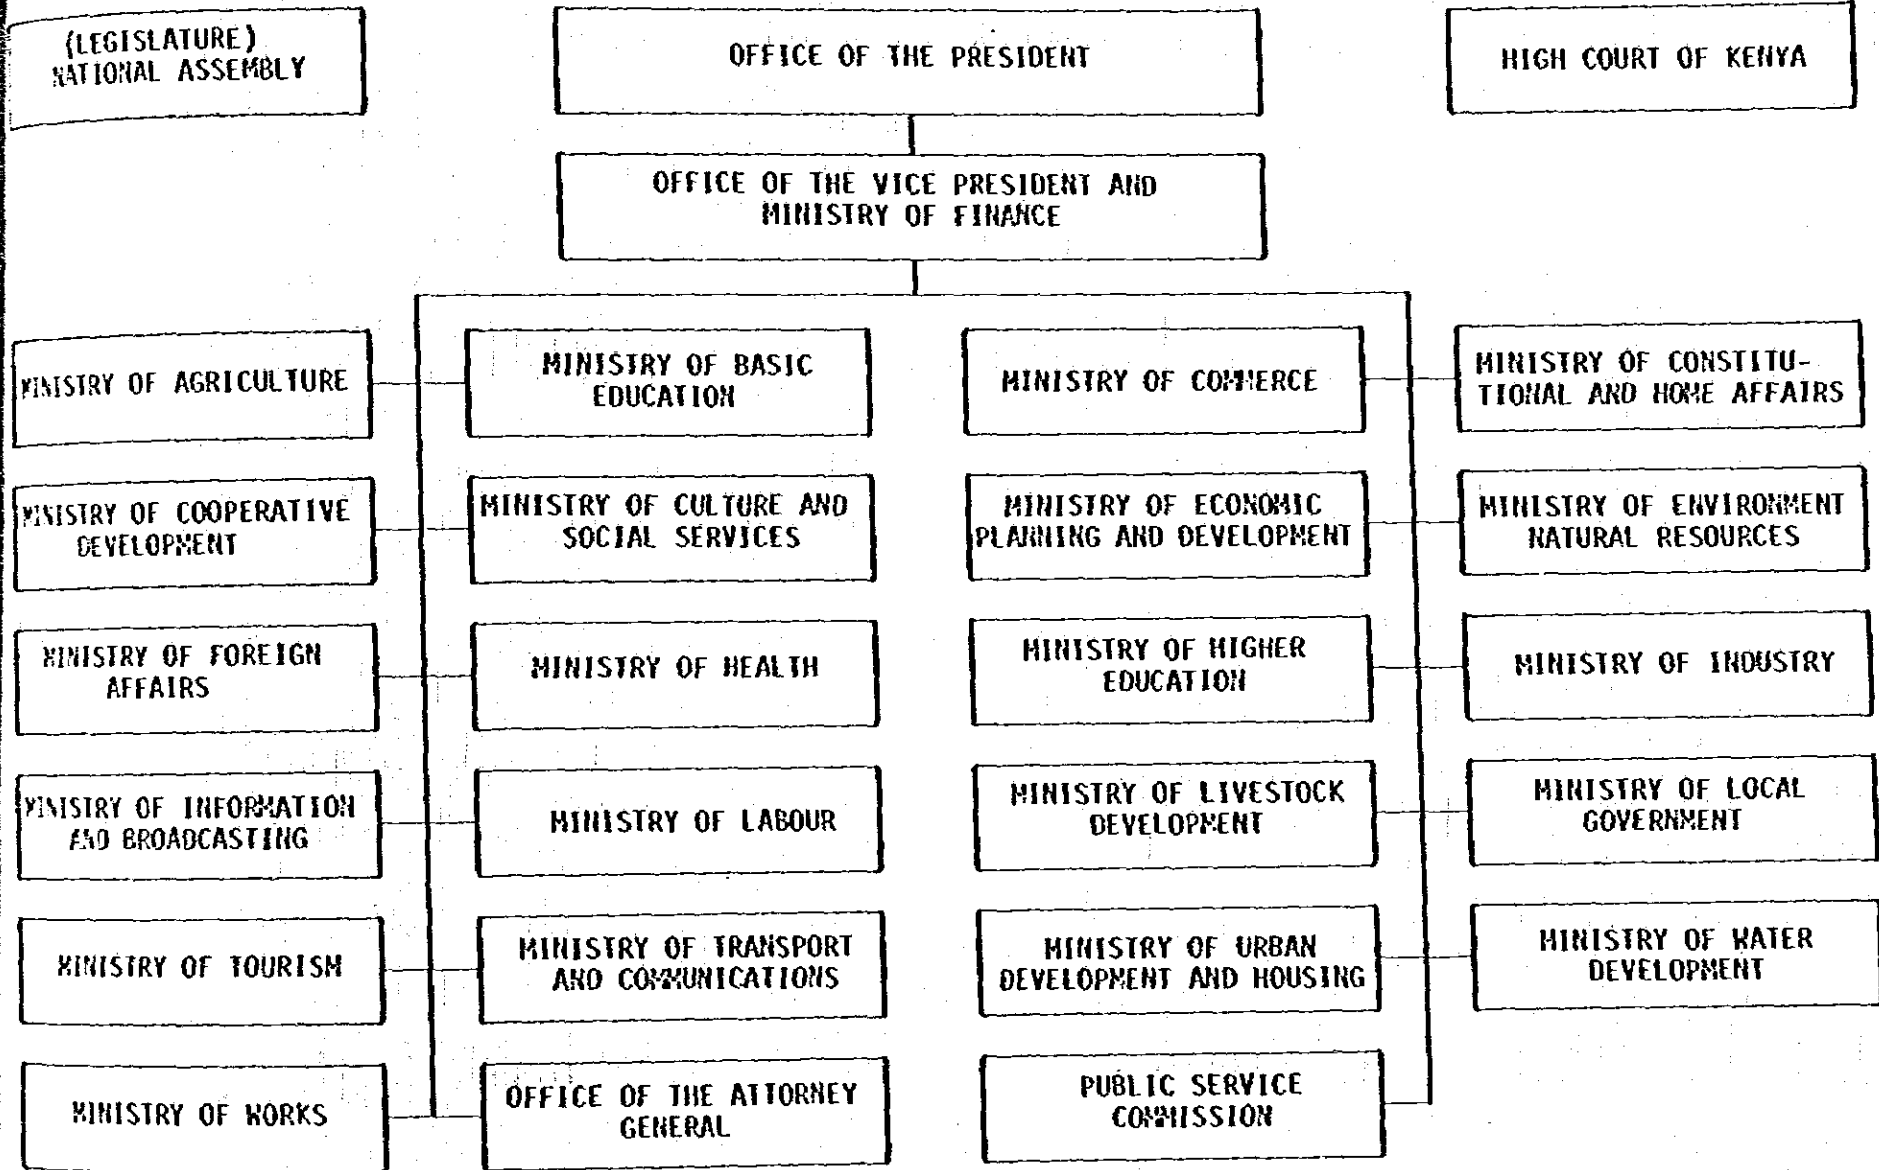 (LEGISLATURE)
NATIONAL ASSEMBLY
OFFICE OF THE PRESIDENT
HIGH COURT OF KENYA
OFFICE OF THE VICE PRESIDENT AND
MINISTRY OF FINANCE
MINISTRY OF AGRICULTURE
MINISTRY OF BASIC
EDUCATION
MINISTRY OF COMMERCE
MINISTRY OF CONSTITU-
TIONAL AND HOME AFFAIRS
MINISTRY OF COOPERATIVE
DEVELOPMENT
MINISTRY OF CULTURE AND
SOCIAL SERVICES
MINISTRY OF ECONOMIC
PLANNING AND DEVELOPMENT
MINISTRY OF ENVIRONMENT
NATURAL RESOURCES
MINISTRY OF FOREIGN
AFFAIRS
MINISTRY OF HEALTH
MINISTRY OF HIGHER
EDUCATION
MINISTRY OF INDUSTRY
MINISTRY OF INFORMATION
AND BROADCASTING
MINISTRY OF LABOUR
MINISTRY OF LIVESTOCK
DEVELOPMENT
MINISTRY OF LOCAL
GOVERNMENT
MINISTRY OF TOURISM
MINISTRY OF TRANSPORT
AND COMMUNICATIONS
MINISTRY OF URBAN
DEVELOPMENT AND HOUSING
MINISTRY OF WATER
DEVELOPMENT
MINISTRY OF WORKS
OFFICE OF THE ATTORNEY
GENERAL
PUBLIC SERVICE
COMMISSION